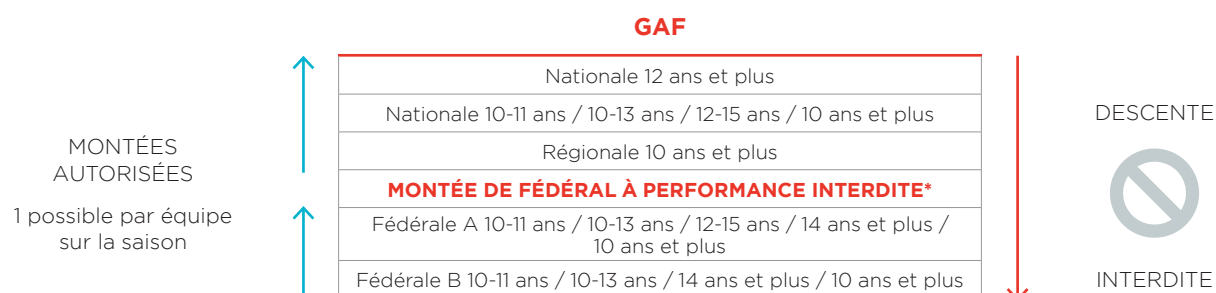 GAF
Nationale 12 ans et plus
Nationale 10-11 ans / 10-13 ans / 12-15 ans / 10 ans et plus
Régionale 10 ans et plus
MONTÉE DE FÉDÉRAL À PERFORMANCE INTERDITE*
Fédérale A 10-11 ans / 10-13 ans / 12-15 ans / 14 ans et plus /
10 ans et plus
Fédérale B 10-11 ans / 10-13 ans / 14 ans et plus / 10 ans et plus
MONTÉES
AUTORISÉES
1 possible par équipe
sur la saison
DESCENTE
INTERDITE